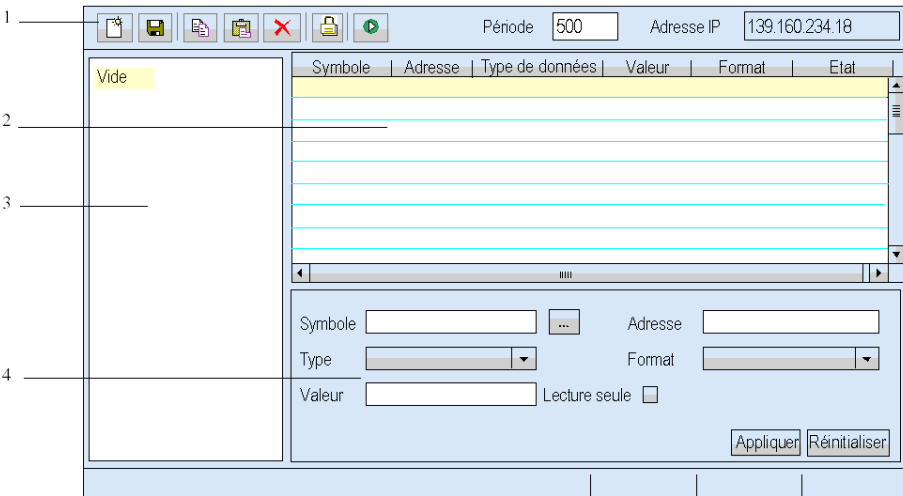 1
Période 500 Adresse IP 139.160.234.18
Symbole Adresse Type de données Valeur Format Etat
Vide
2
3
Symbole ... Adresse
Type Format
4
Valeur Lecture seule
Appliquer Réinitialiser